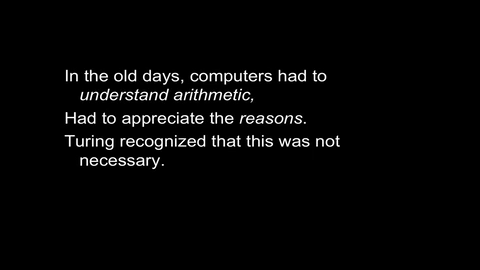 In the old days, computers had to
understand arithmetic,
Had to appreciate the reasons.
Turing recognized that this was not
necessary.